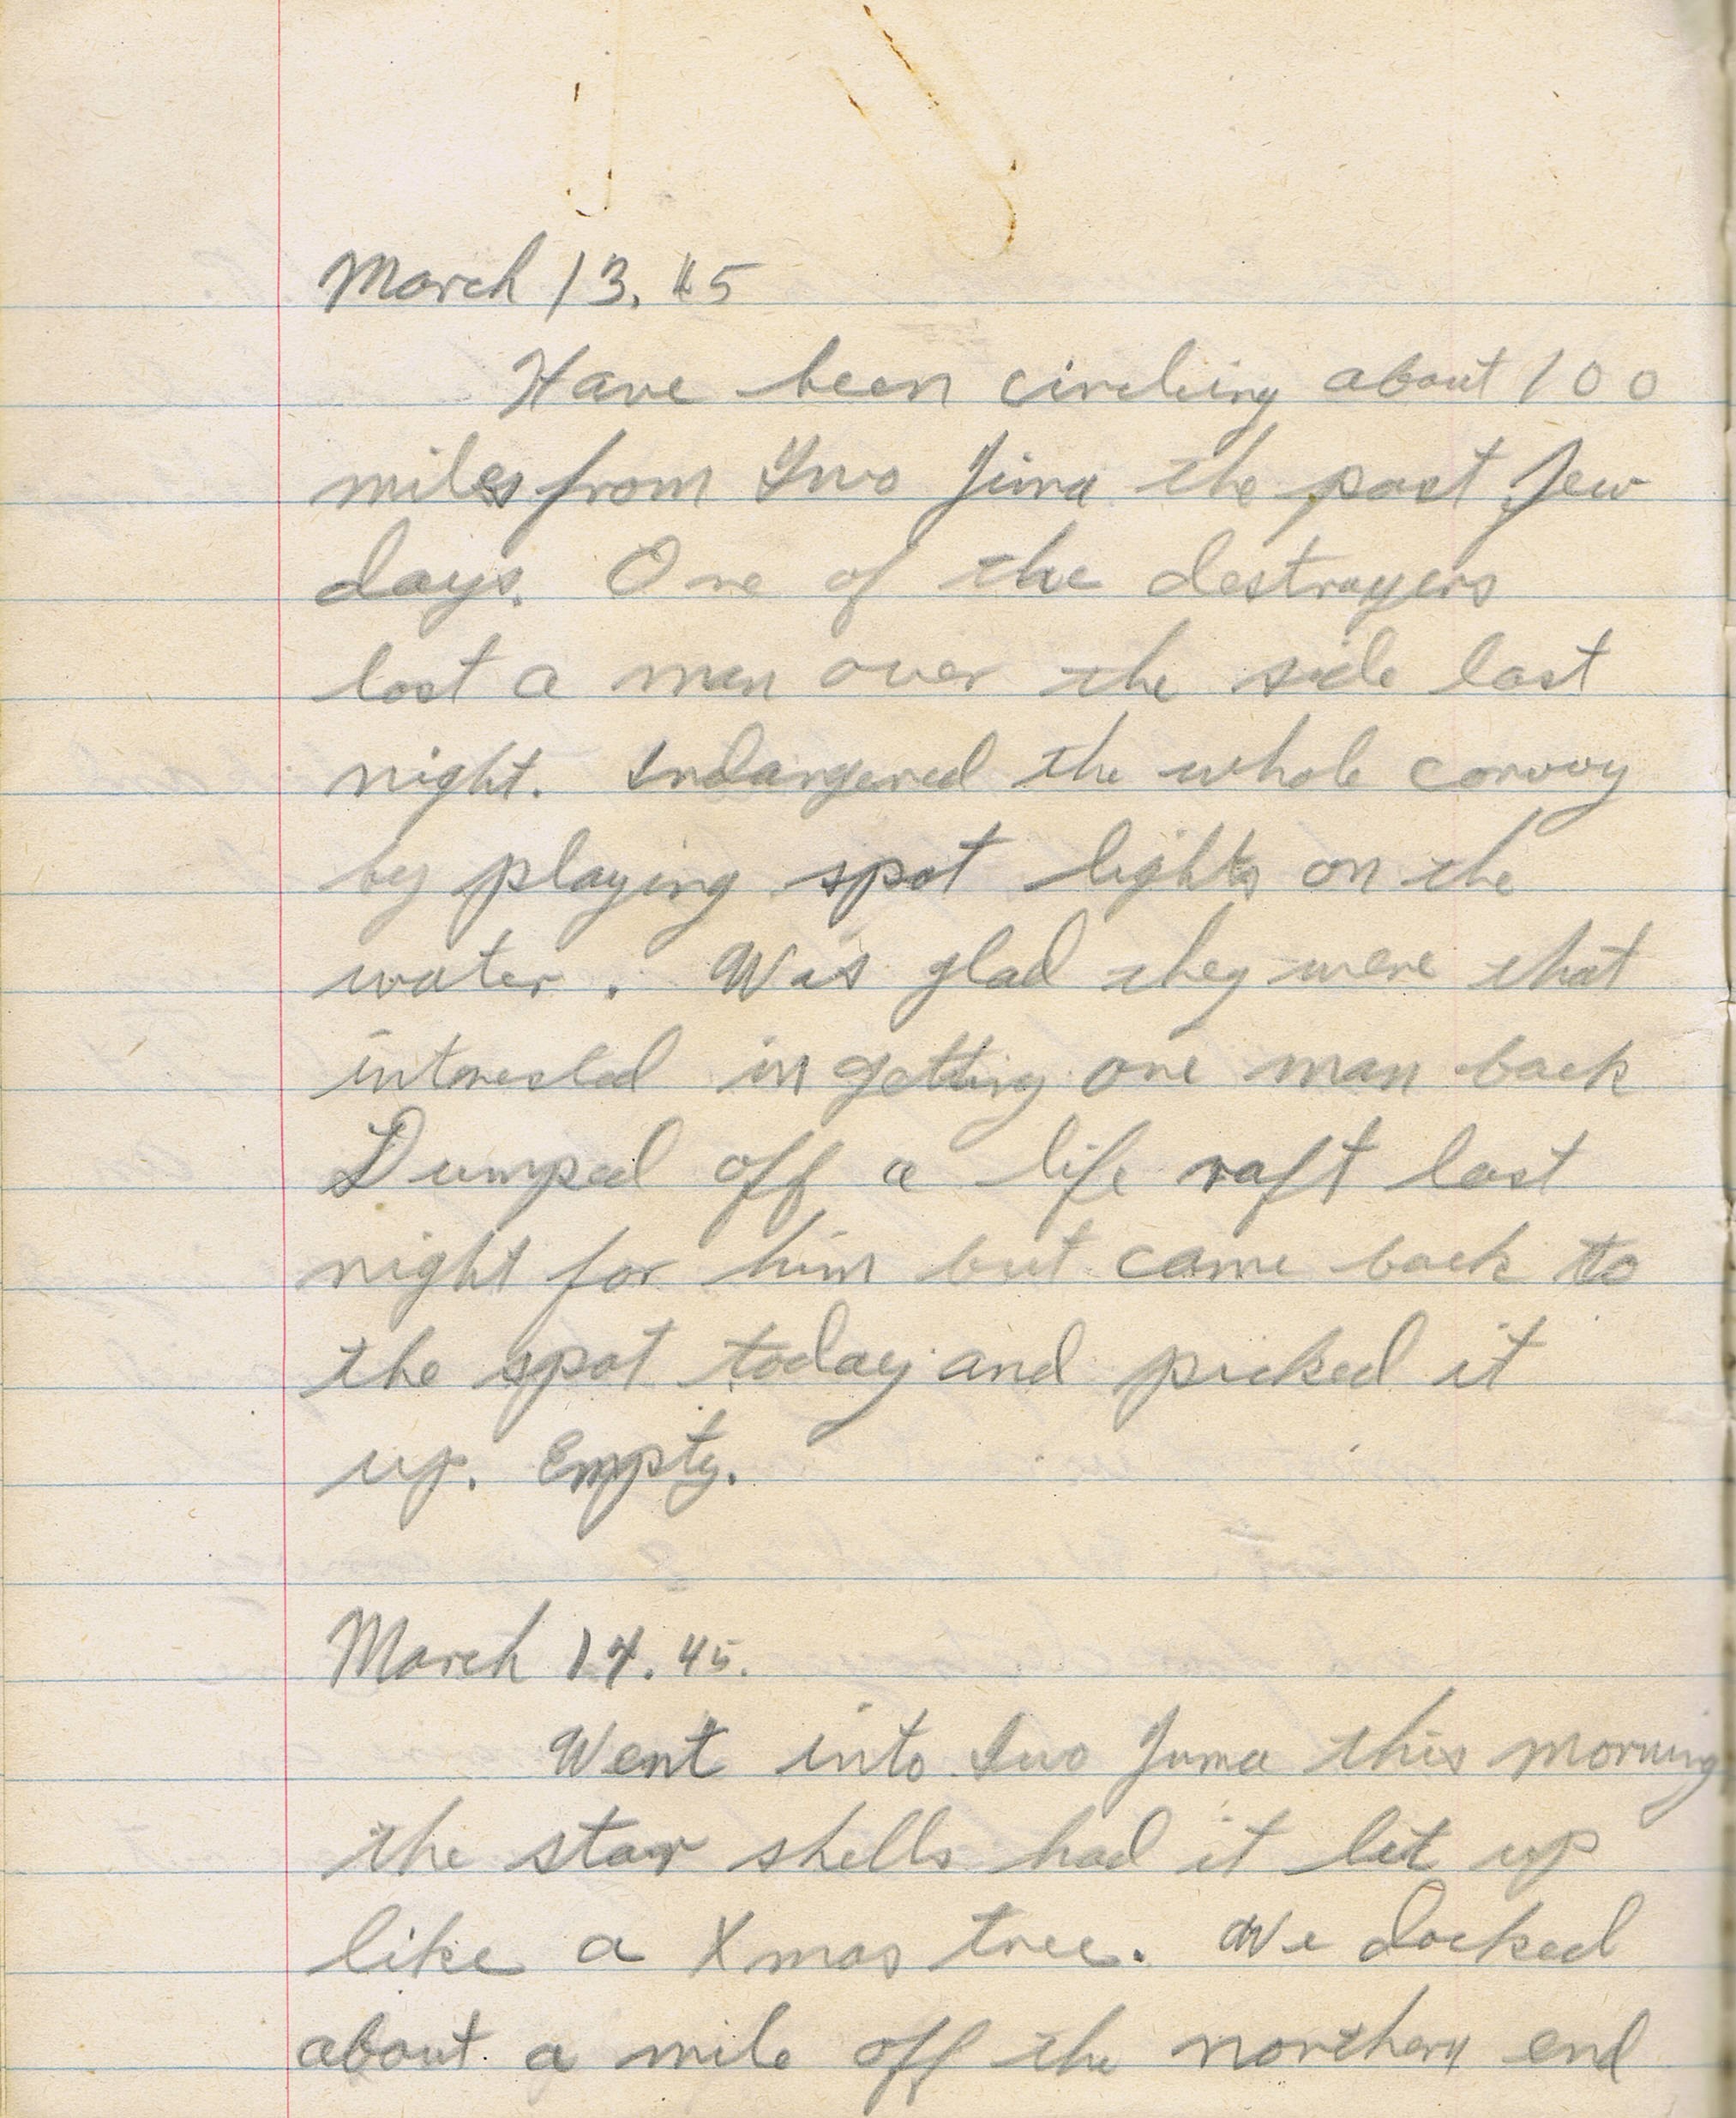 March 13. 45
Have been circling about 100
miles from Iwo Jima the past few
days. One of the destroyers
lost a man over the side last
night. Indangered the whole convoy
by playing spot lights on the
water. Was glad they were that
interested in getting one man back
Dumped off a life raft last
night for him but came back to
the spot today and picked it
up. Empty.
March 14. 45.
Went into Iwo Juma this morning
the star shells had it lit up
like a Xmas tree. We docked
about a mile off the northern end